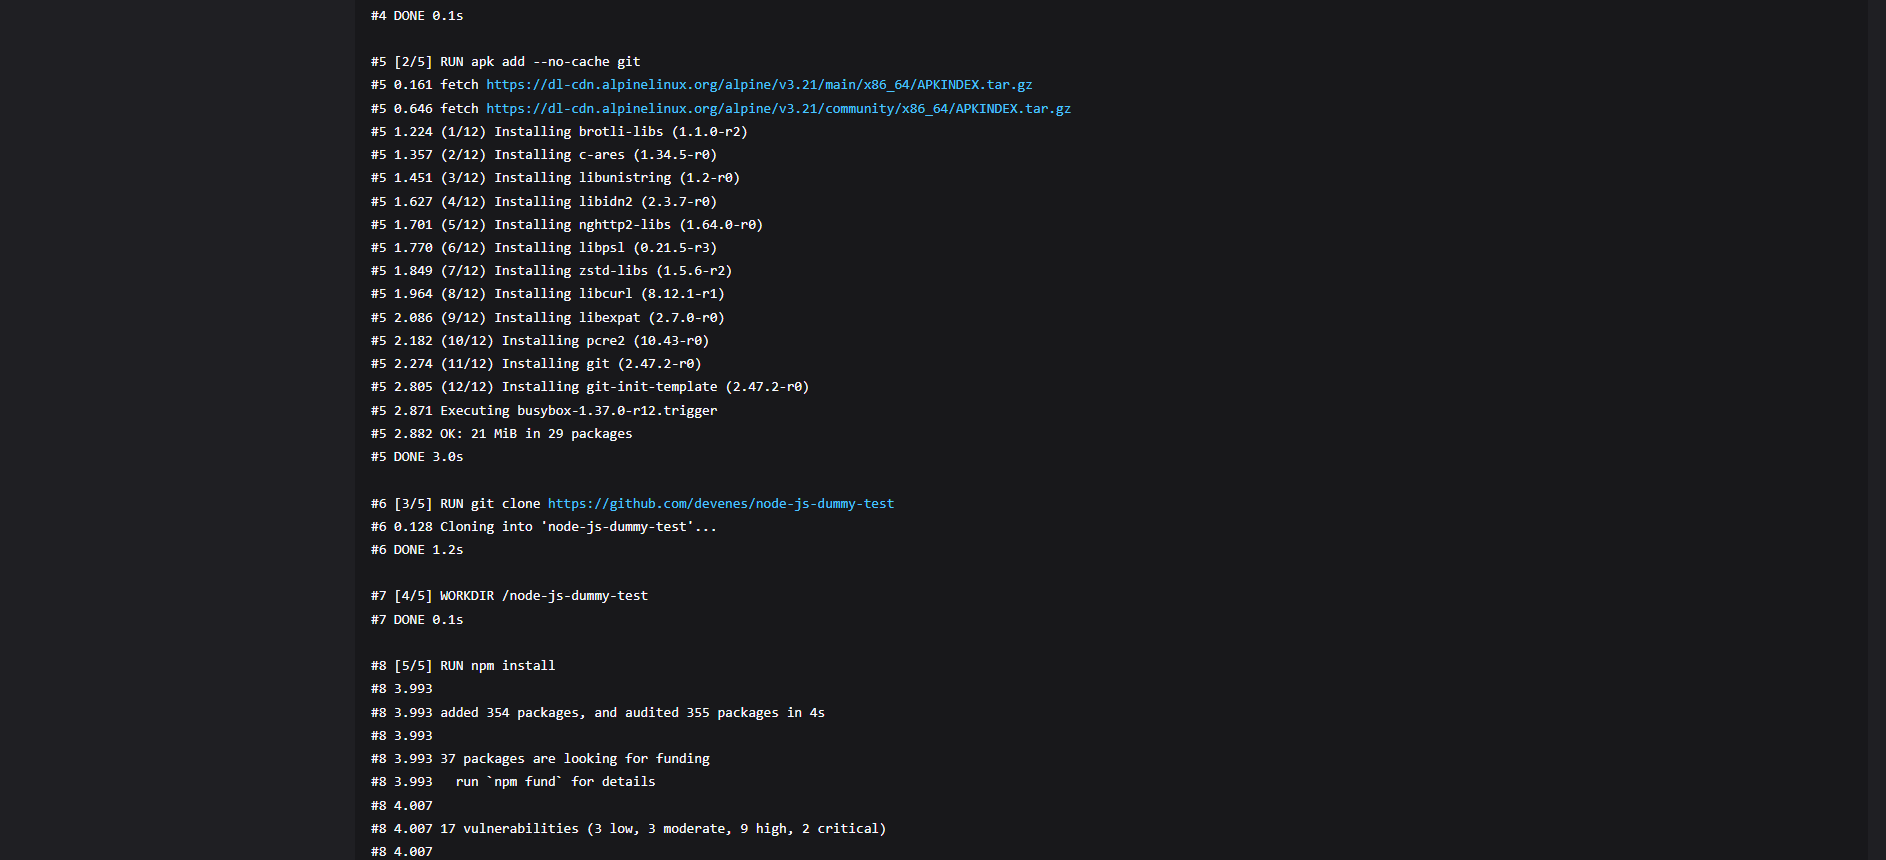 #4 DONE 0.1s
#5 [2/5] RUN apk add --no-cache git
#5 0.161 fetch https://dl-cdn.alpinelinux.org/alpine/v3.21/main/x86_64/APKINDEX.tar.gz
#5 0.646 fetch https://dl-cdn.alpinelinux.org/alpine/v3.21/community/x86_64/APKINDEX.tar.gz
#5 1.224 (1/12) Installing brotli-libs (1.1.0-r2)
#5 1.357 (2/12) Installing c-ares (1.34.5-r0)
#5 1.451 (3/12) Installing libunistring (1.2-r0)
#5 1.627 (4/12) Installing libidn2 (2.3.7-r0)
#5 1.701 (5/12) Installing nghttp2-libs (1.64.0-r0)
#5 1.770 (6/12) Installing libpsl (0.21.5-r3)
#5 1.849 (7/12) Installing zstd-libs (1.5.6-r2)
#5 1.964 (8/12) Installing libcurl (8.12.1-r1)
#5 2.086 (9/12) Installing libexpat (2.7.0-r0)
#5 2.182 (10/12) Installing pcre2 (10.43-r0)
#5 2.274 (11/12) Installing git (2.47.2-r0)
#5 2.805 (12/12) Installing git-init-template (2.47.2-r0)
#5 2.871 Executing busybox-1.37.0-r12.trigger
#5 2.882 OK: 21 MiB in 29 packages
#5 DONE 3.0s
#6 [3/5] RUN git clone https://github.com/devenes/node-js-dummy-test
#6 0.128 Cloning into 'node-js-dummy-test'...
#6 DONE 1.2s
#7 [4/5] WORKDIR /node-js-dummy-test
#7 DONE 0.1s
#8 [5/5] RUN npm install
#8 3.993
#8 3.993 added 354 packages, and audited 355 packages in 4s
#8 3.993
#8 3.993 37 packages are looking for funding
#8 3.993   run `npm fund` for details
#8 4.007
#8 4.007 17 vulnerabilities (3 low, 3 moderate, 9 high, 2 critical)
#8 4.007